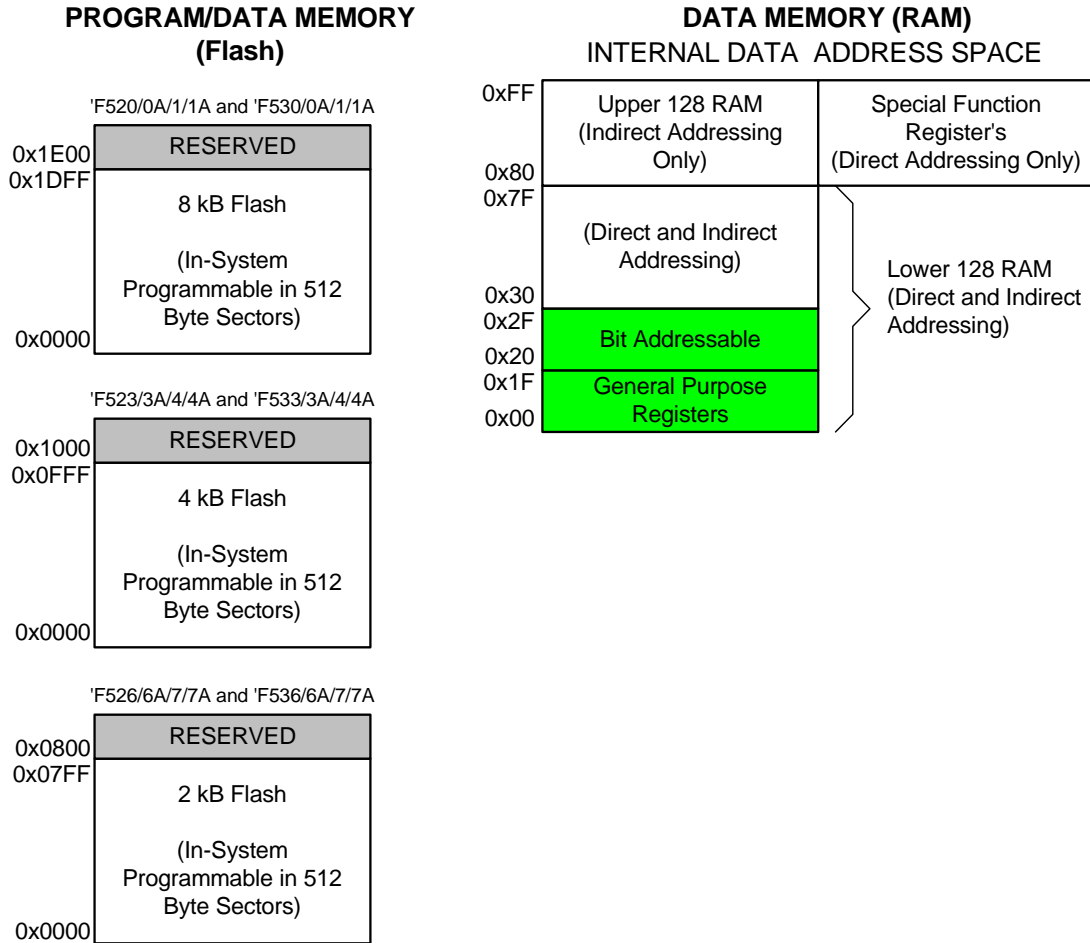 PROGRAM/DATA MEMORY
(Flash)
'F520/0A/1/1A and 'F530/0A/1/1A
RESERVED
0x1E00
0x1DFF
8 kB Flash
(In-System
Programmable in 512
Byte Sectors)
0x0000
'F523/3A/4/4A and 'F533/3A/4/4A
RESERVED
0x1000
0x0FFF
4 kB Flash
(In-System
Programmable in 512
Byte Sectors)
0x0000
'F526/6A/7/7A and 'F536/6A/7/7A
RESERVED
0x0800
0x07FF
2 kB Flash
(In-System
Programmable in 512
Byte Sectors)
0x0000
DATA MEMORY (RAM)
INTERNAL DATA ADDRESS SPACE
0xFF
Upper 128 RAM
(Indirect Addressing
Only)
0x80
Special Function
Register's
(Direct Addressing Only)
0x7F
(Direct and Indirect
Addressing)
0x30
0x2F
Bit Addressable
0x20
0x1F
General Purpose
Registers
0x00
Lower 128 RAM
(Direct and Indirect
Addressing)